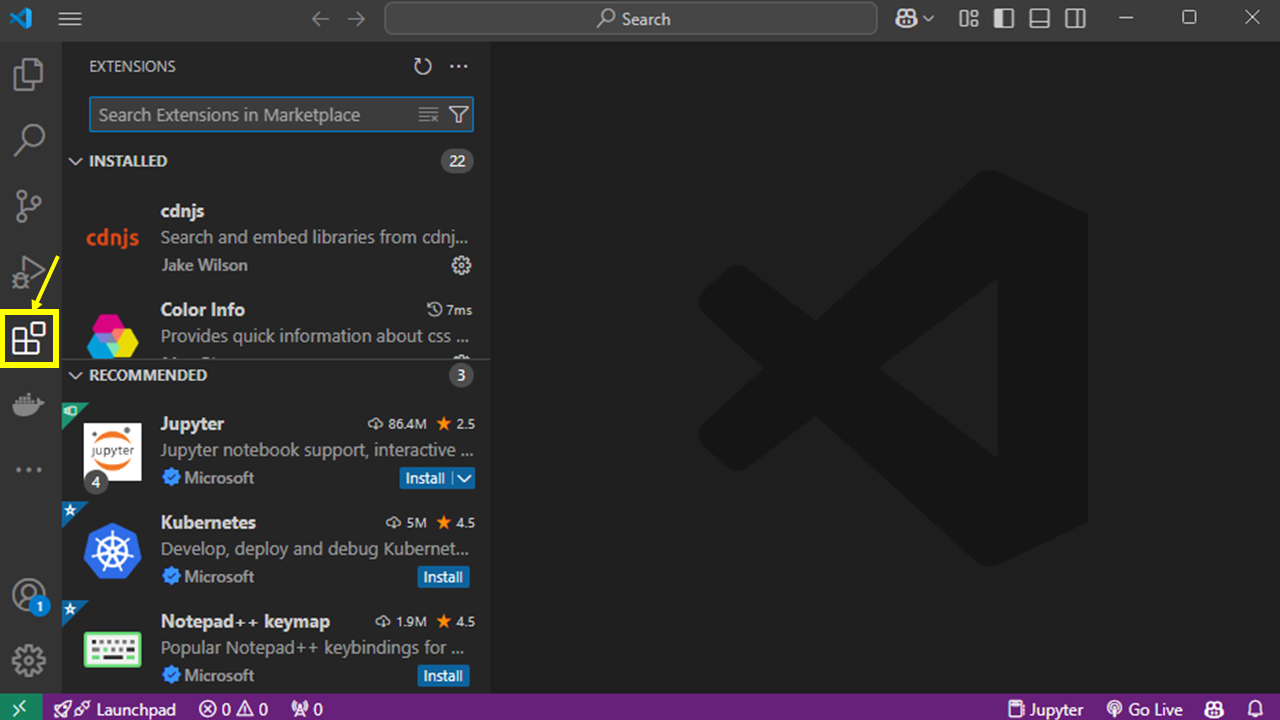 Search
EXTENSIONS
Search Extensions in Marketplace
INSTALLED 22
cdnjs
cdnjs
Search and embed libraries from cdnj...
Jake Wilson
Color Info 7ms
Provides quick information about css ...
RECOMMENDED 3
Jupyter 86.4M 2.5
jupyter
Jupyter notebook support, interactive ...
4
Microsoft Install
Kubernetes 5M 4.5
Develop, deploy and debug Kubernet...
Microsoft Install
1
Notepad++ keymap 1.9M 4.5
Popular Notepad++ keybindings for ...
Microsoft Install
Launchpad 0 0 0 Jupyter Go Live